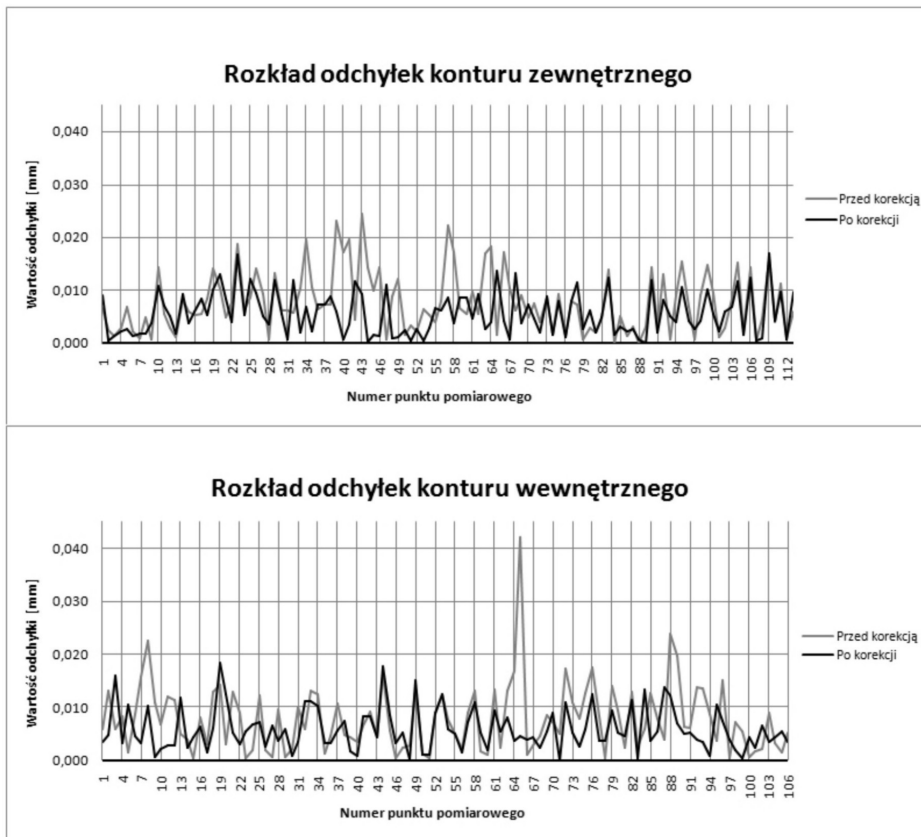 Rozkład odchyłek konturu zewnętrznego
Wartość odchyłki [mm]
0,040
0,030
0,020
0,010
0,000
1 4 7 10 13 16 19 22 25 28 31 34 37 40 43 46 49 52 55 58 61 64 67 70 73 76 79 82 85 88 91 94 97 100 103 106 109 112
Numer punktu pomiarowego
Przed korekcją
Po korekcji
Rozkład odchyłek konturu wewnętrznego
Wartość odchyłki [mm]
0,040
0,030
0,020
0,010
0,000
1 4 7 10 13 16 19 22 25 28 31 34 37 40 43 46 49 52 55 58 61 64 67 70 73 76 79 82 85 88 91 94 97 100 103 106
Numer punktu pomiarowego
Przed korekcją
Po korekcji